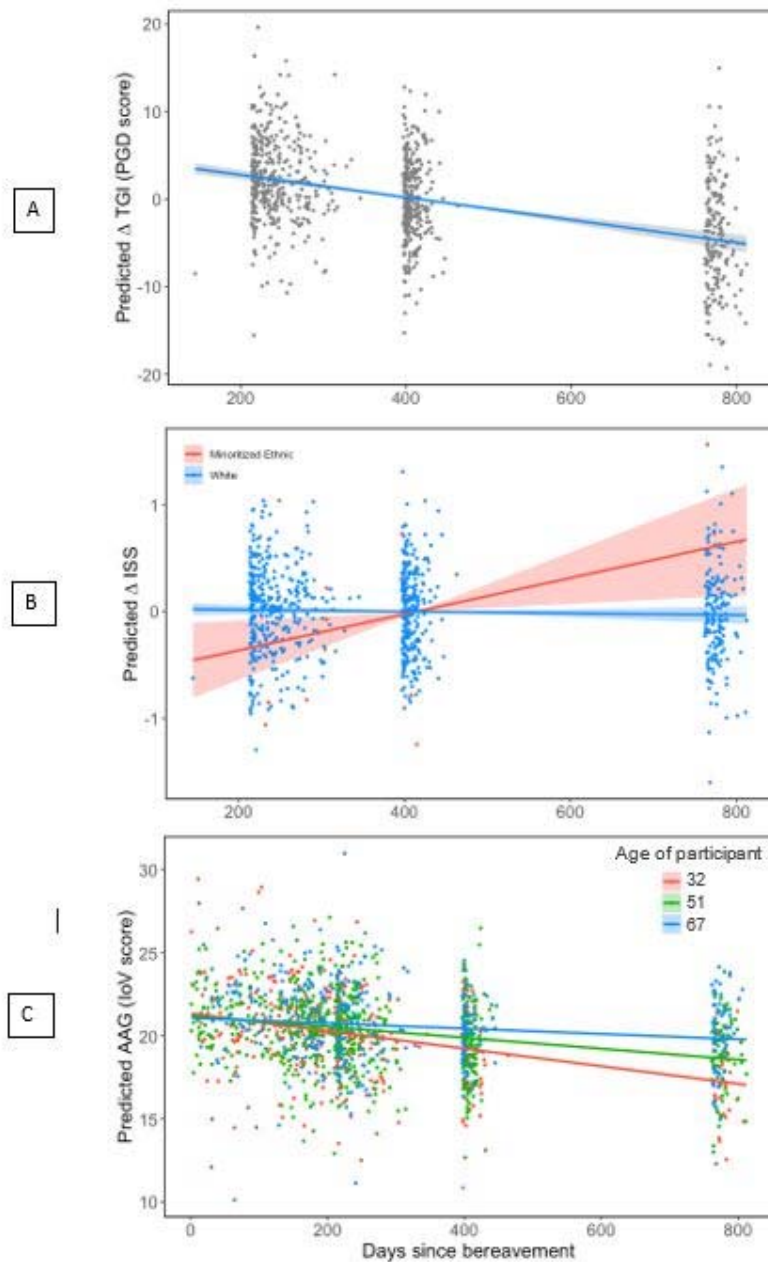 A
Predicted Δ TGI (PGD score)
20
10
0
-10
-20
200
400
600
800
B
Predicted Δ ISS
Minoritized Ethnic
White
1
0
-1
200
400
600
800
C
Predicted AAG (IoV score)
Age of participant
32
51
67
30
25
20
15
10
0
200
400
600
800
Days since bereavement